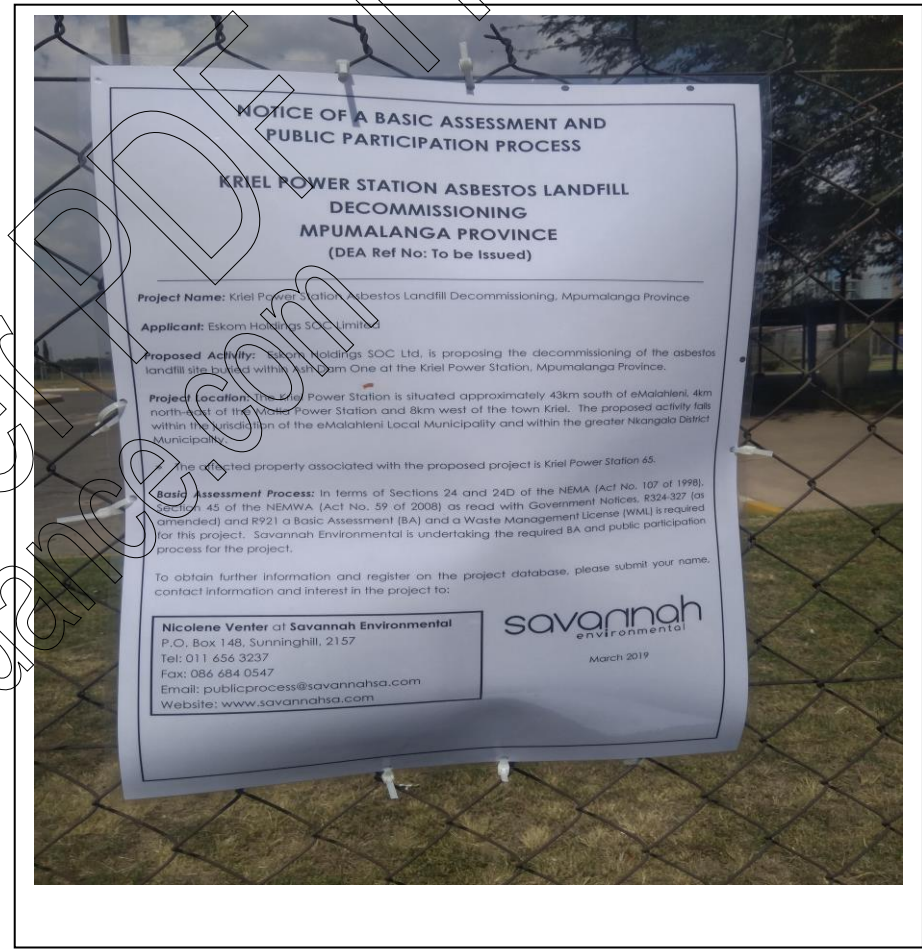 NOTICE OF A BASIC ASSESSMENT AND
PUBLIC PARTICIPATION PROCESS
KRIEL POWER STATION ASBESTOS LANDFILL
DECOMMISSIONING
MPUMALANGA PROVINCE
(DEA Ref No: To be Issued)
Project Name: Kriel Power Station Asbestos Landfill Decommissioning, Mpumalanga Province
Applicant: Eskom Holdings SOC Limited
Proposed Activity: Eskom Holdings SOC Ltd, is proposing the decommissioning of the asbestos
landfill site buried within Ash Dam One at the Kriel Power Station, Mpumalanga Province.
Project Location: The Kriel Power Station is situated approximately 43km south of eMalahleni, 4km
north-east of the Matla Power Station and 8km west of the town Kriel. The proposed activity falls
within the jurisdiction of the eMalahleni Local Municipality and within the greater Nkangala District
Municipality.
• The affected property associated with the proposed project is Kriel Power Station 65.
Basic Assessment Process: In terms of Sections 24 and 24D of the NEMA (Act No. 107 of 1998),
Section 45 of the NEMWA (Act No. 59 of 2008) as read with Government Notices, R324-327 (as
amended) and R921 a Basic Assessment (BA) and a Waste Management License (WML) is required
for this project. Savannah Environmental is undertaking the required BA and public participation
process for the project.
To obtain further information and register on the project database, please submit your name,
contact information and interest in the project to:
Nicolene Venter at Savannah Environmental
P.O. Box 148, Sunninghill, 2157
Tel: 011 656 3237
Fax: 086 684 0547
Email: publicprocess@savannahsa.com
Website: www.savannahsa.com
savannah
environmental
March 2019